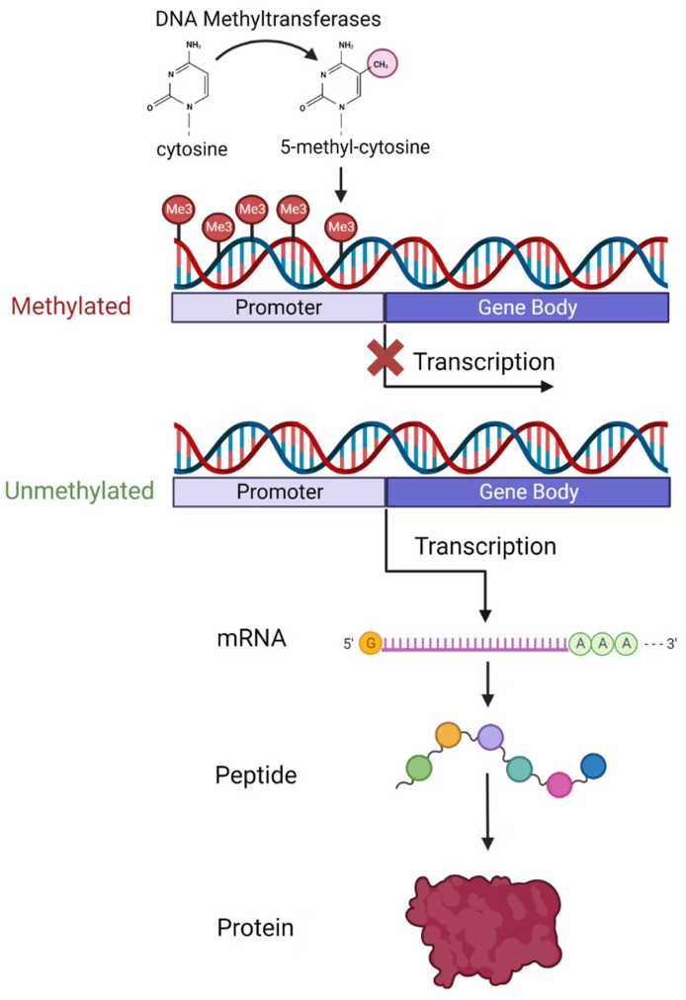 DNA Methyltransferases
NH₂
N
O
N
cytosine
NH₂
CH₃
N
O
N
5-methyl-cytosine
Me3
Me3
Me3
Me3
Me3
Methylated
Promoter
Gene Body
Transcription
Unmethylated
Promoter
Gene Body
Transcription
mRNA
5' G A A A --- 3'
Peptide
Protein